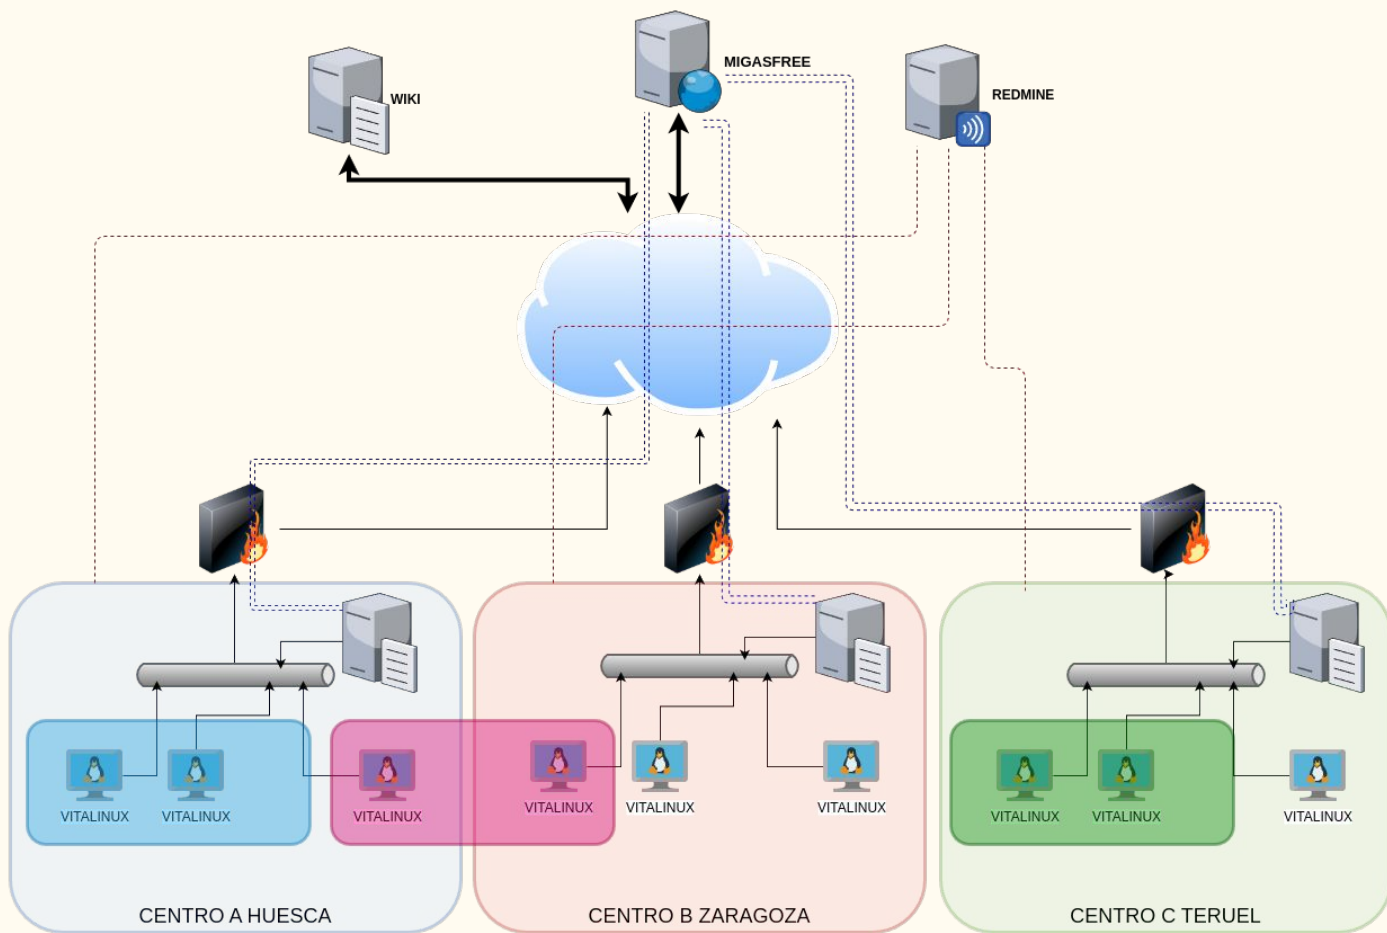 MIGASFREE
WIKI
REDMINE
VITALINUX
VITALINUX
VITALINUX
VITALINUX
VITALINUX
VITALINUX
VITALINUX
VITALINUX
VITALINUX
CENTRO A HUESCA
CENTRO B ZARAGOZA
CENTRO C TERUEL